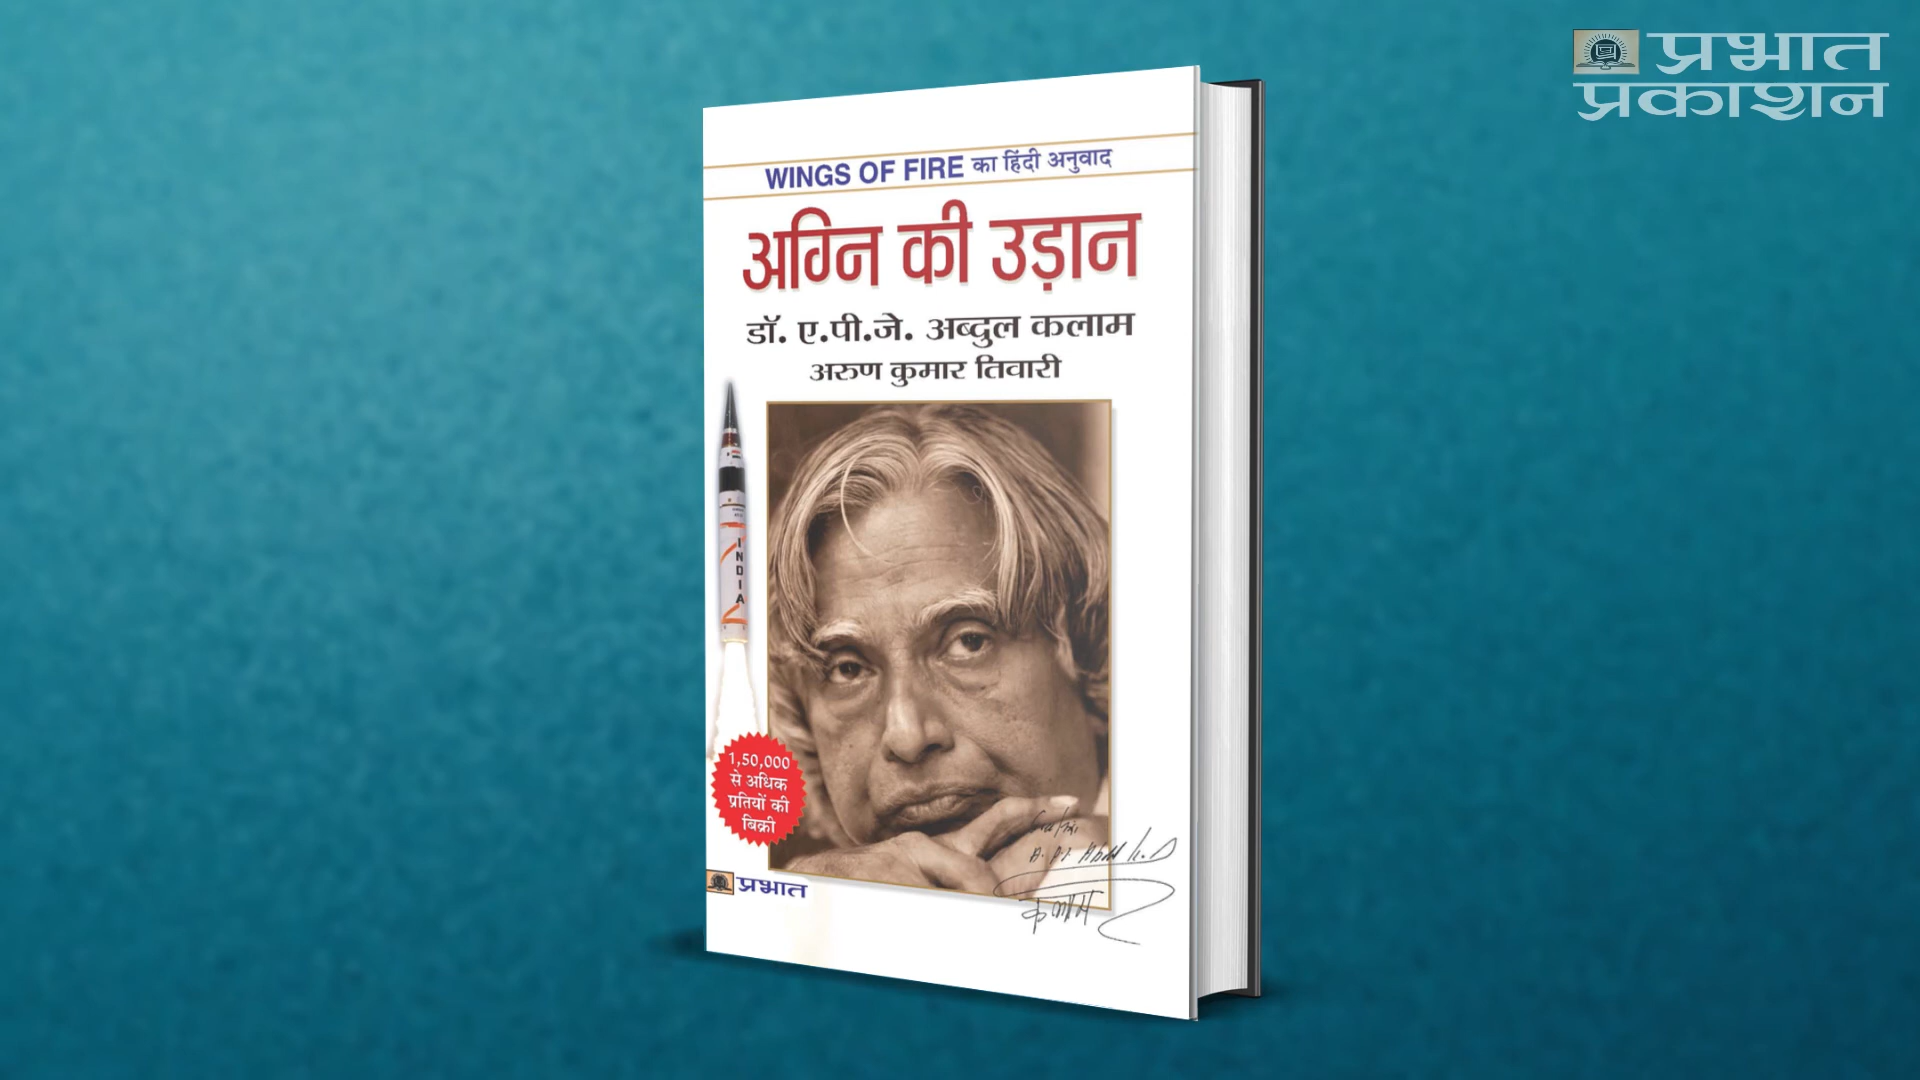 प्रभात
प्रकाशन
WINGS OF FIRE का हिंदी अनुवाद
अग्नि की उड़ान
डॉ. ए.पी.जे. अब्दुल कलाम
अरुण कुमार तिवारी
INDIA
1,50,000
से अधिक
प्रतियों की
बिक्री
प्रभात
कलाम